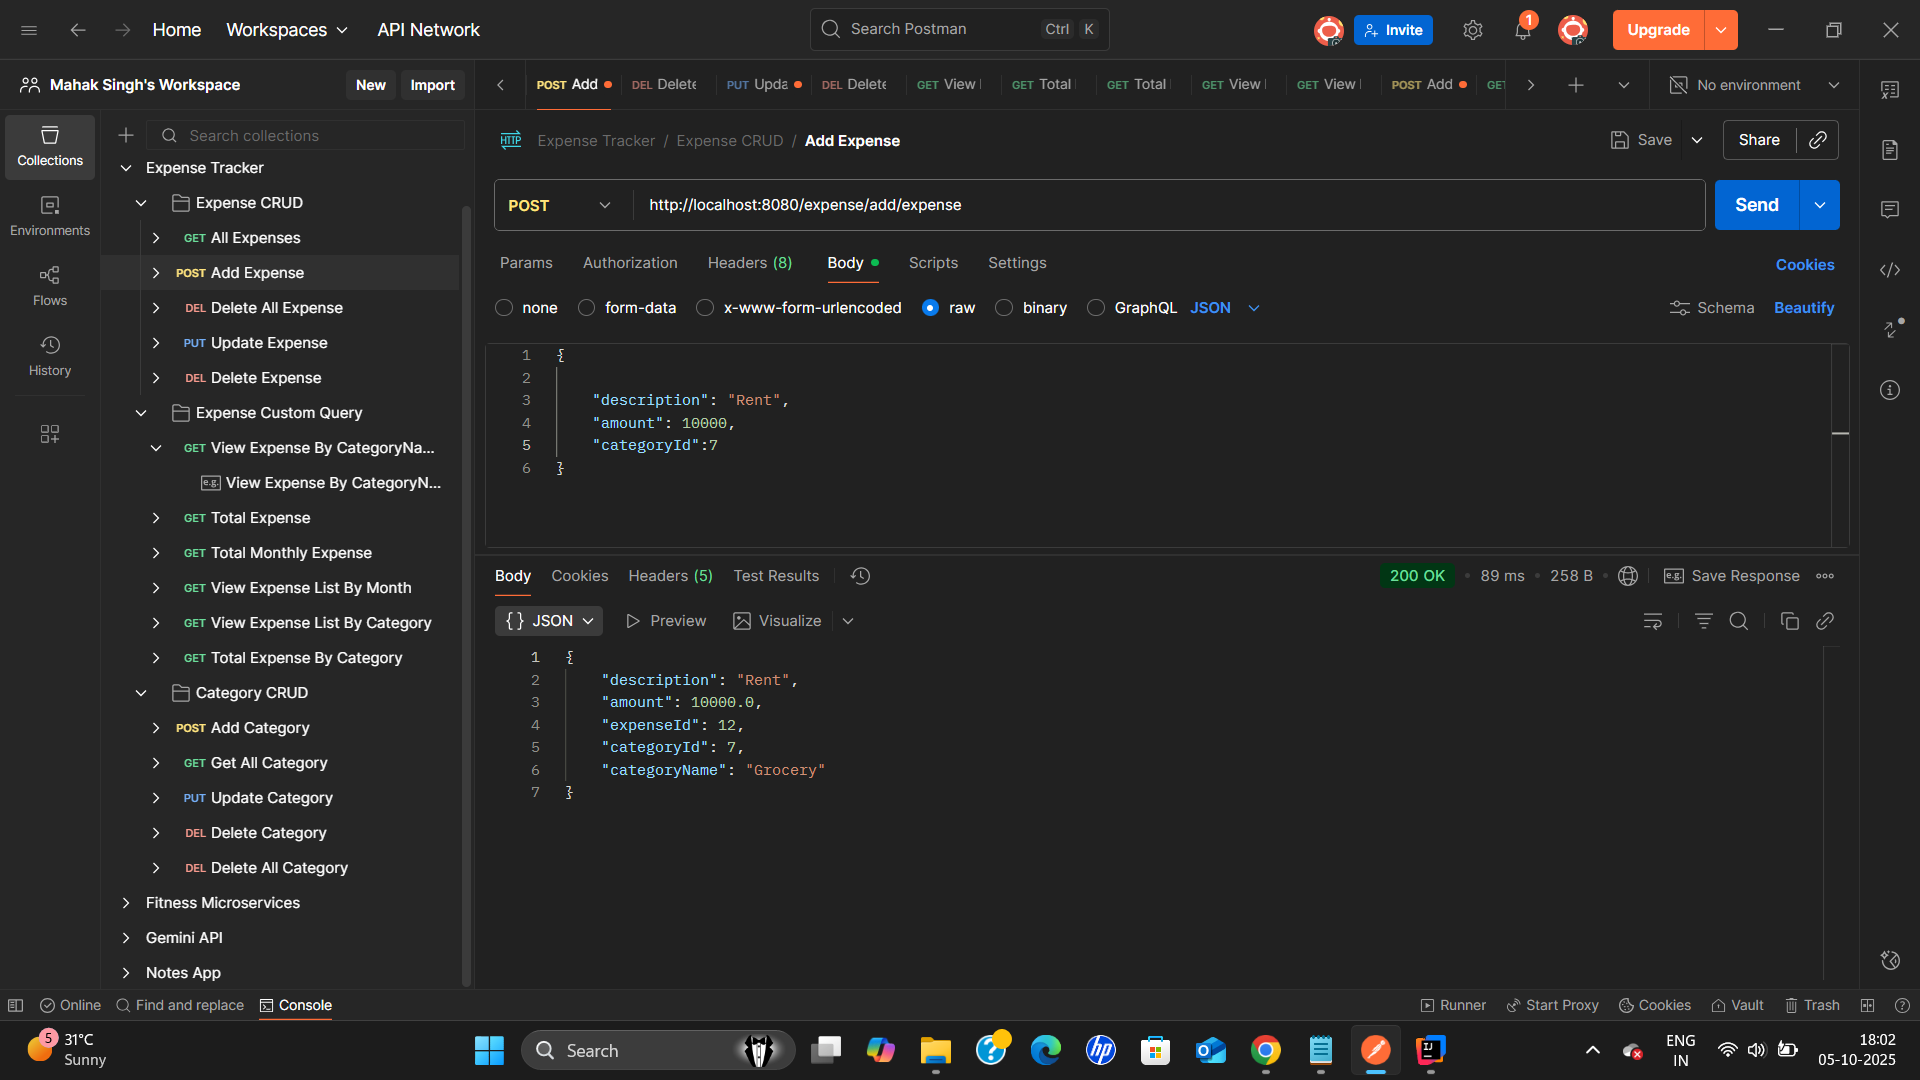 Home
Workspaces
API Network
Search Postman
Ctrl
K
Invite
1
Upgrade
Mahak Singh's Workspace
New
Import
POST Add
DEL Delete
PUT Upda
DEL Delete
GET View
GET Total
GET Total
GET View
GET View
POST Add
GET
No environment
Collections
Environments
Flows
History
Search collections
Expense Tracker
Expense CRUD
GET All Expenses
POST Add Expense
DEL Delete All Expense
PUT Update Expense
DEL Delete Expense
Expense Custom Query
GET View Expense By CategoryNa...
e.g. View Expense By CategoryN...
GET Total Expense
GET Total Monthly Expense
GET View Expense List By Month
GET View Expense List By Category
GET Total Expense By Category
Category CRUD
POST Add Category
GET Get All Category
PUT Update Category
DEL Delete Category
DEL Delete All Category
Fitness Microservices
Gemini API
Notes App
HTTP Expense Tracker / Expense CRUD / Add Expense
Save
Share
POST
http://localhost:8080/expense/add/expense
Send
Params
Authorization
Headers (8)
Body
Scripts
Settings
Cookies
none
form-data
x-www-form-urlencoded
raw
binary
GraphQL
JSON
Schema
Beautify
1 {
2
3 "description": "Rent",
4 "amount": 10000,
5 "categoryId":7
6 }
Body
Cookies
Headers (5)
Test Results
200 OK
89 ms
258 B
e.g. Save Response
{} JSON
Preview
Visualize
1 {
2 "description": "Rent",
3 "amount": 10000.0,
4 "expenseId": 12,
5 "categoryId": 7,
6 "categoryName": "Grocery"
7 }
Online
Find and replace
Console
Runner
Start Proxy
Cookies
Vault
Trash
5
31°C
Sunny
Search
hp
IJ
ENG
IN
18:02
05-10-2025